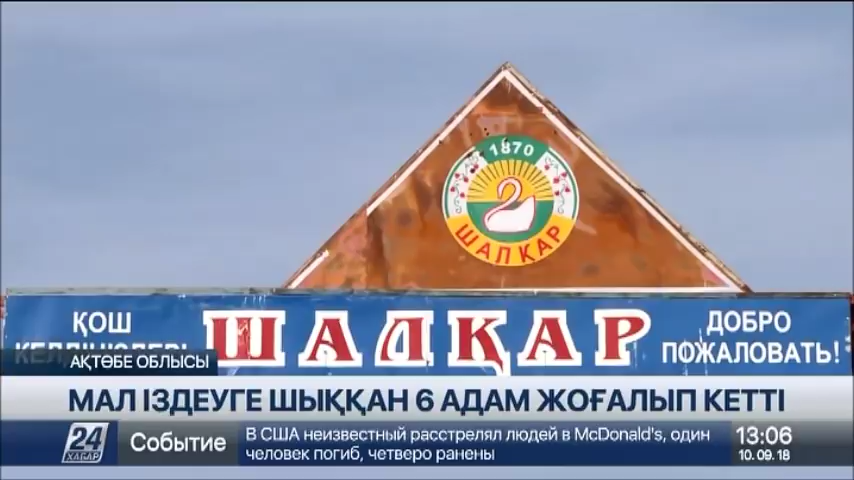 1870
ШАЛҚАР
ҚОШ
ШАЛҚАР
ДОБРО
ПОЖАЛОВАТЬ!
АҚТӨБЕ ОБЛЫСЫ
МАЛ ІЗДЕУГЕ ШЫҚҚАН 6 АДАМ ЖОҒАЛЫП КЕТТІ
24
ХАБАР
Событие
В США неизвестный расстрелял людей в McDonald's, один
человек погиб, четверо ранены
13:06
10.09.18